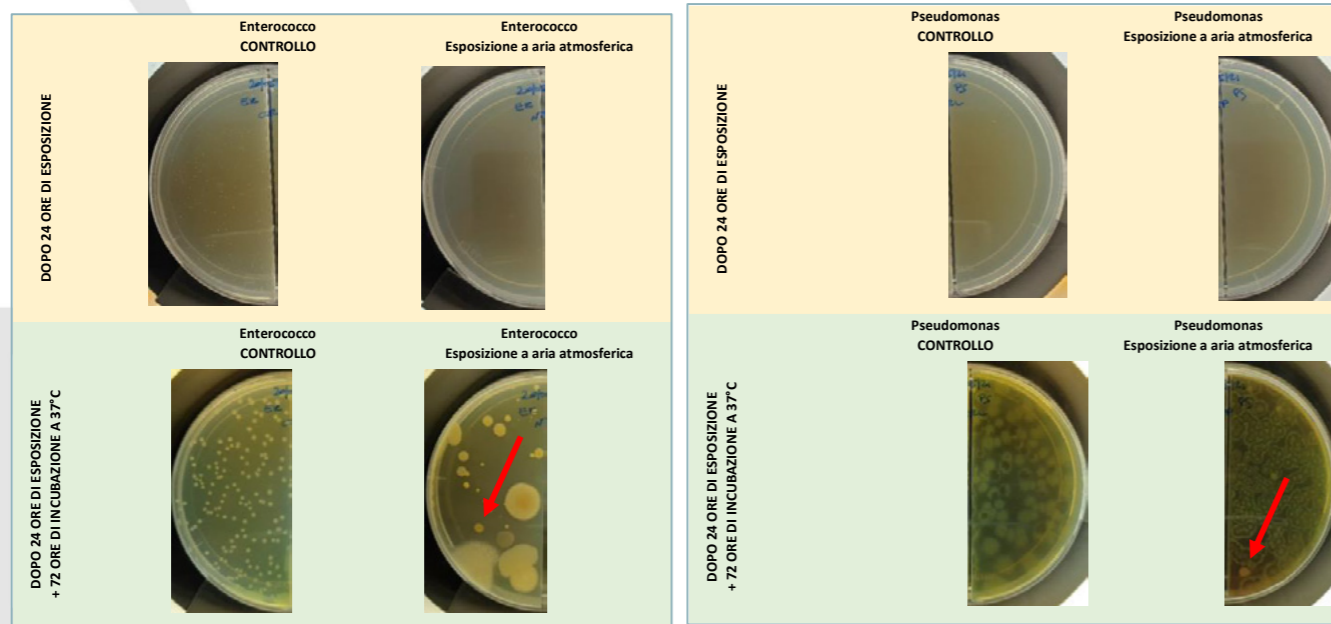 Enterococco
CONTROLLO
Enterococco
Esposizione a aria atmosferica
DOPO 24 ORE DI ESPOSIZIONE
Enterococco
CONTROLLO
Enterococco
Esposizione a aria atmosferica
DOPO 24 ORE DI ESPOSIZIONE
+ 72 ORE DI INCUBAZIONE A 37°C
Pseudomonas
CONTROLLO
Pseudomonas
Esposizione a aria atmosferica
DOPO 24 ORE DI ESPOSIZIONE
Pseudomonas
CONTROLLO
Pseudomonas
Esposizione a aria atmosferica
DOPO 24 ORE DI ESPOSIZIONE
+ 72 ORE DI INCUBAZIONE A 37°C